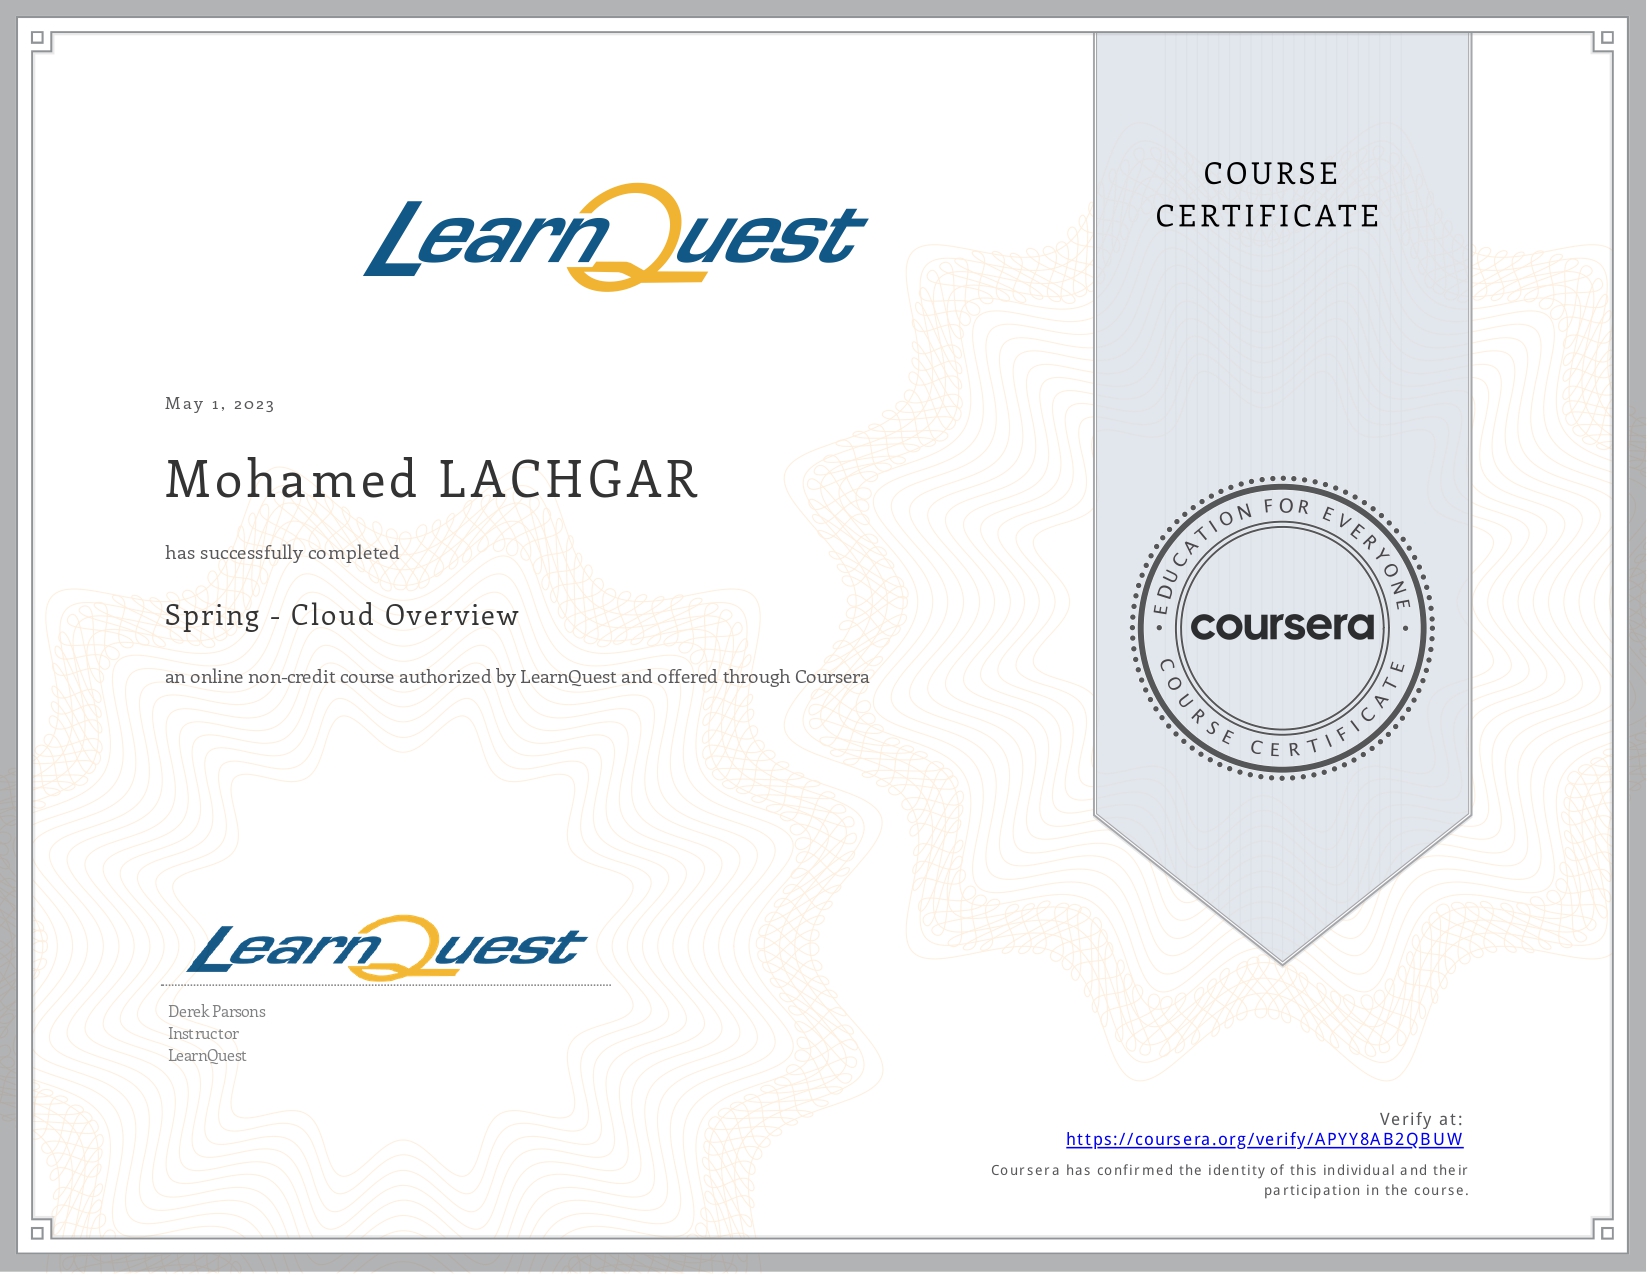 LearnQuest
COURSE
CERTIFICATE
May 1, 2023
Mohamed LACHGAR
has successfully completed
Spring - Cloud Overview
an online non-credit course authorized by LearnQuest and offered through Coursera
EDUCATION FOR EVERYONE
coursera
COURSE CERTIFICATE
LearnQuest
Derek Parsons
Instructor
LearnQuest
Verify at:
https://coursera.org/verify/APYY8AB2QBUW
Coursera has confirmed the identity of this individual and their
participation in the course.